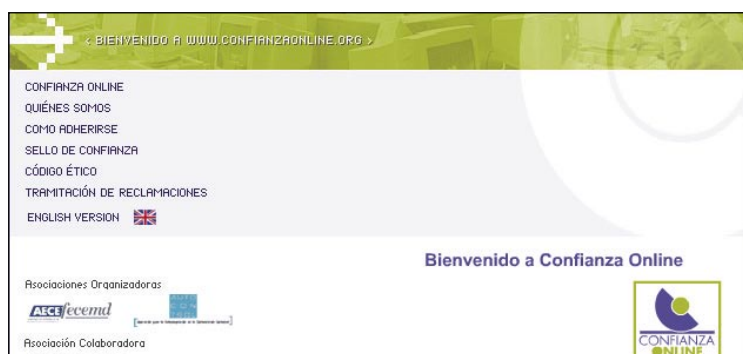 < BIENVENIDO A WWW.CONFIANZAONLINE.ORG >
CONFIANZA ONLINE
QUIÉNES SOMOS
COMO ADHERIRSE
SELLO DE CONFIANZA
CÓDIGO ÉTICO
TRAMITACIÓN DE RECLAMACIONES
ENGLISH VERSION
Bienvenido a Confianza Online
Asociaciones Organizadoras
AECE fecemd
AUTOCONTROL
Asociación Colaboradora
CONFIANZA
ONLINE